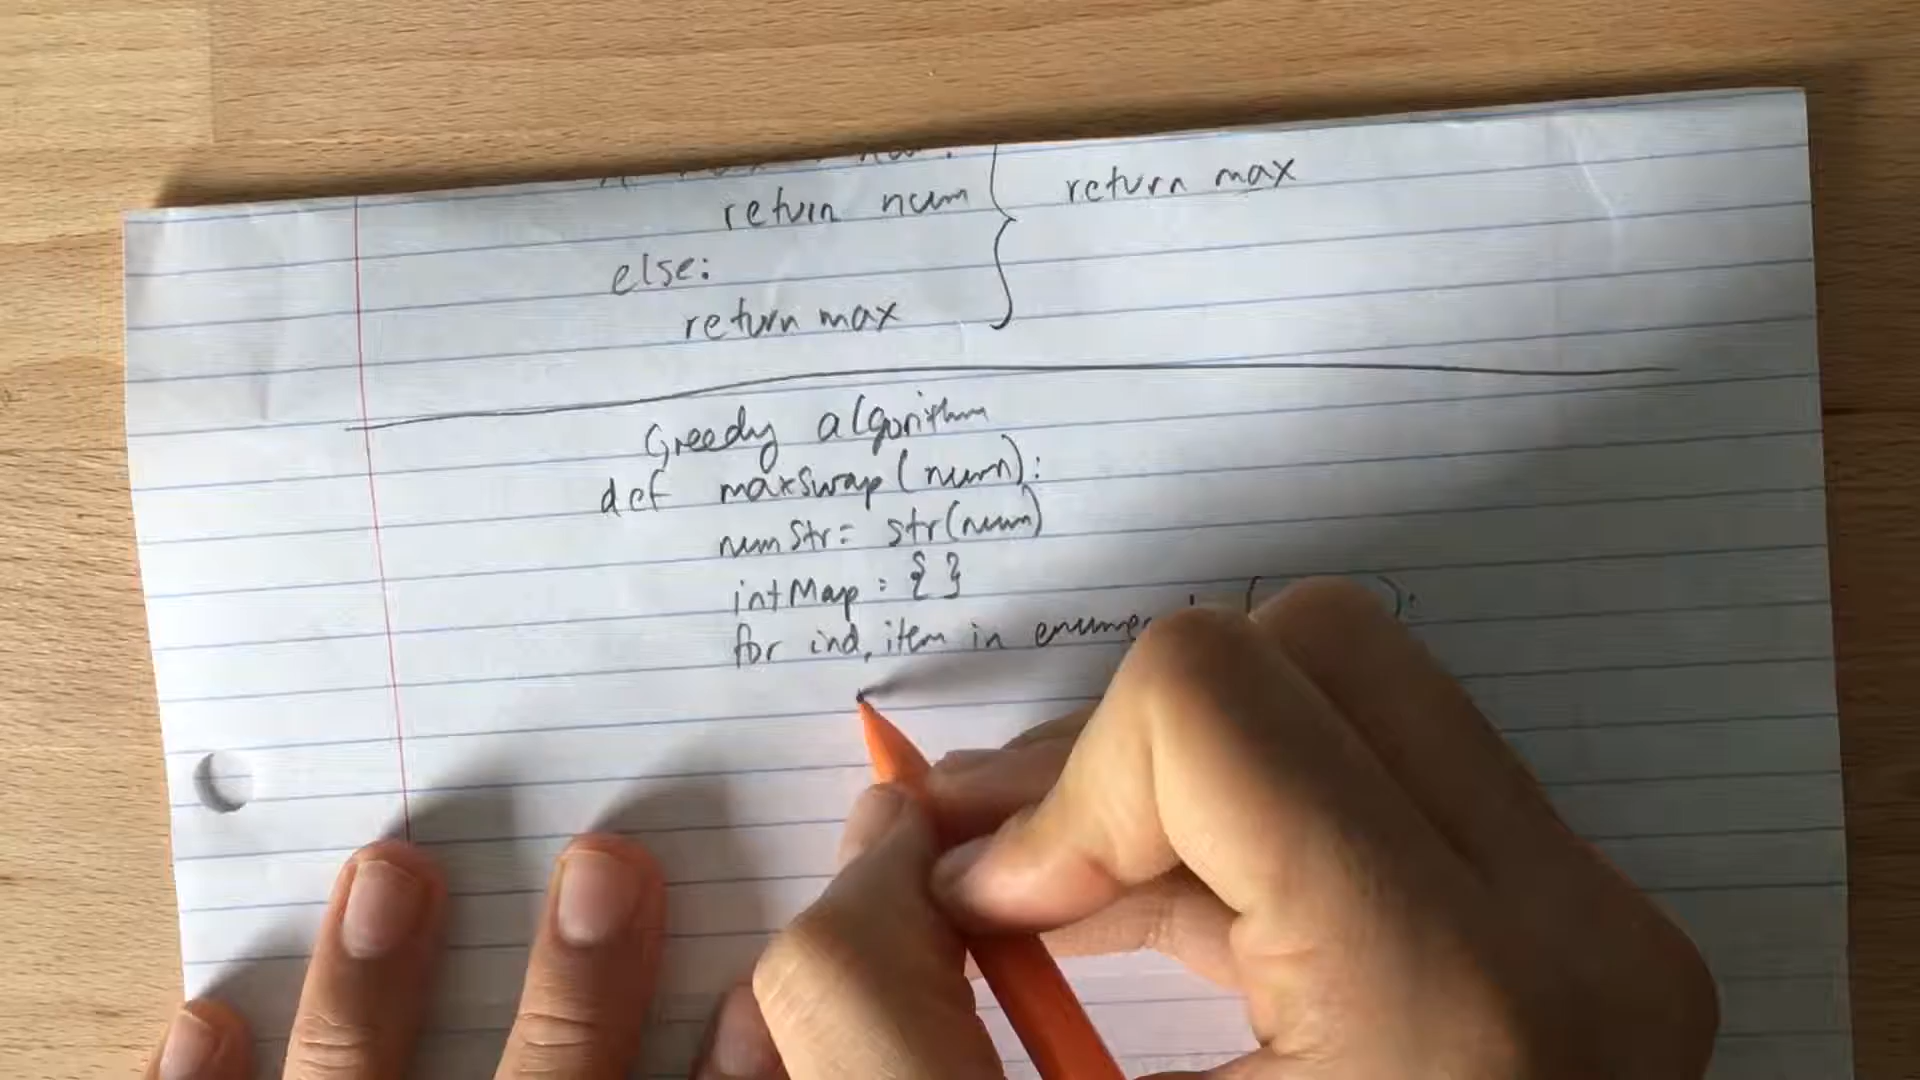 return num
return max
else:
return max
Greedy algorithm
def maxSwap(num):
numStr= str(num)
intMap = { }
for ind, item in